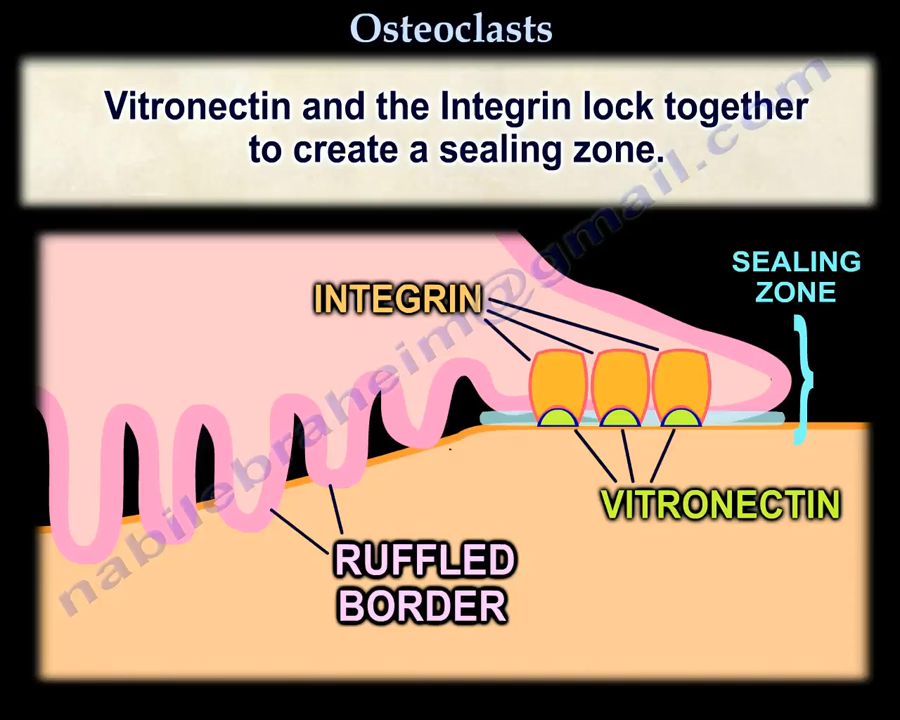 Osteoclasts
Vitronectin and the Integrin lock together
to create a sealing zone.
SEALING
ZONE
INTEGRIN
VITRONECTIN
RUFFLED
BORDER
nabilebraheim@gmail.com